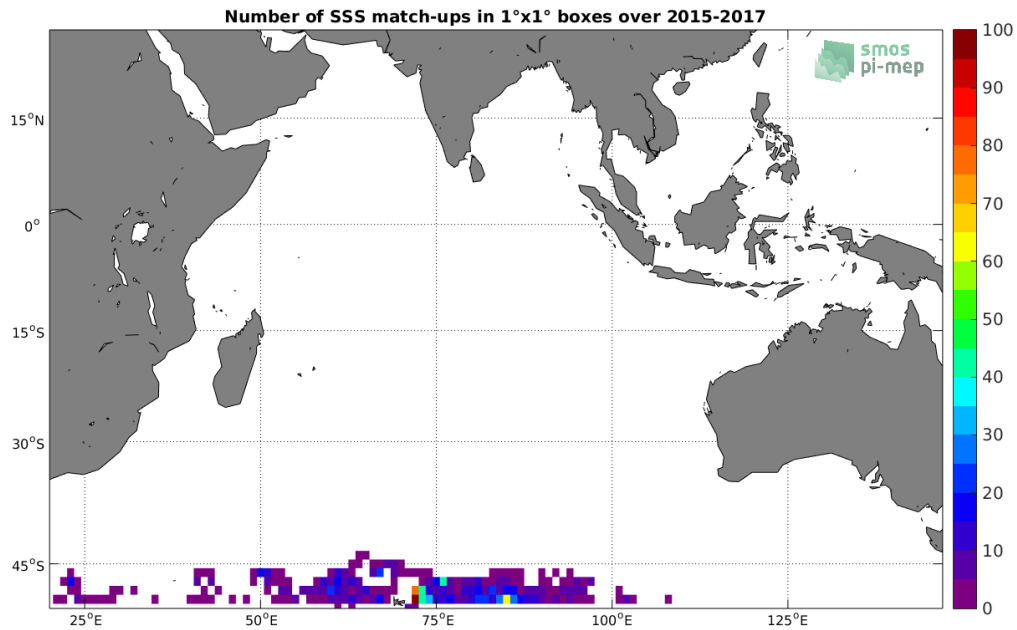 Number of SSS match-ups in 1°x1° boxes over 2015-2017
smos
pi-mep
100
90
80
70
60
50
40
30
20
10
0
15°N
0°
15°S
30°S
45°S
25°E
50°E
75°E
100°E
125°E